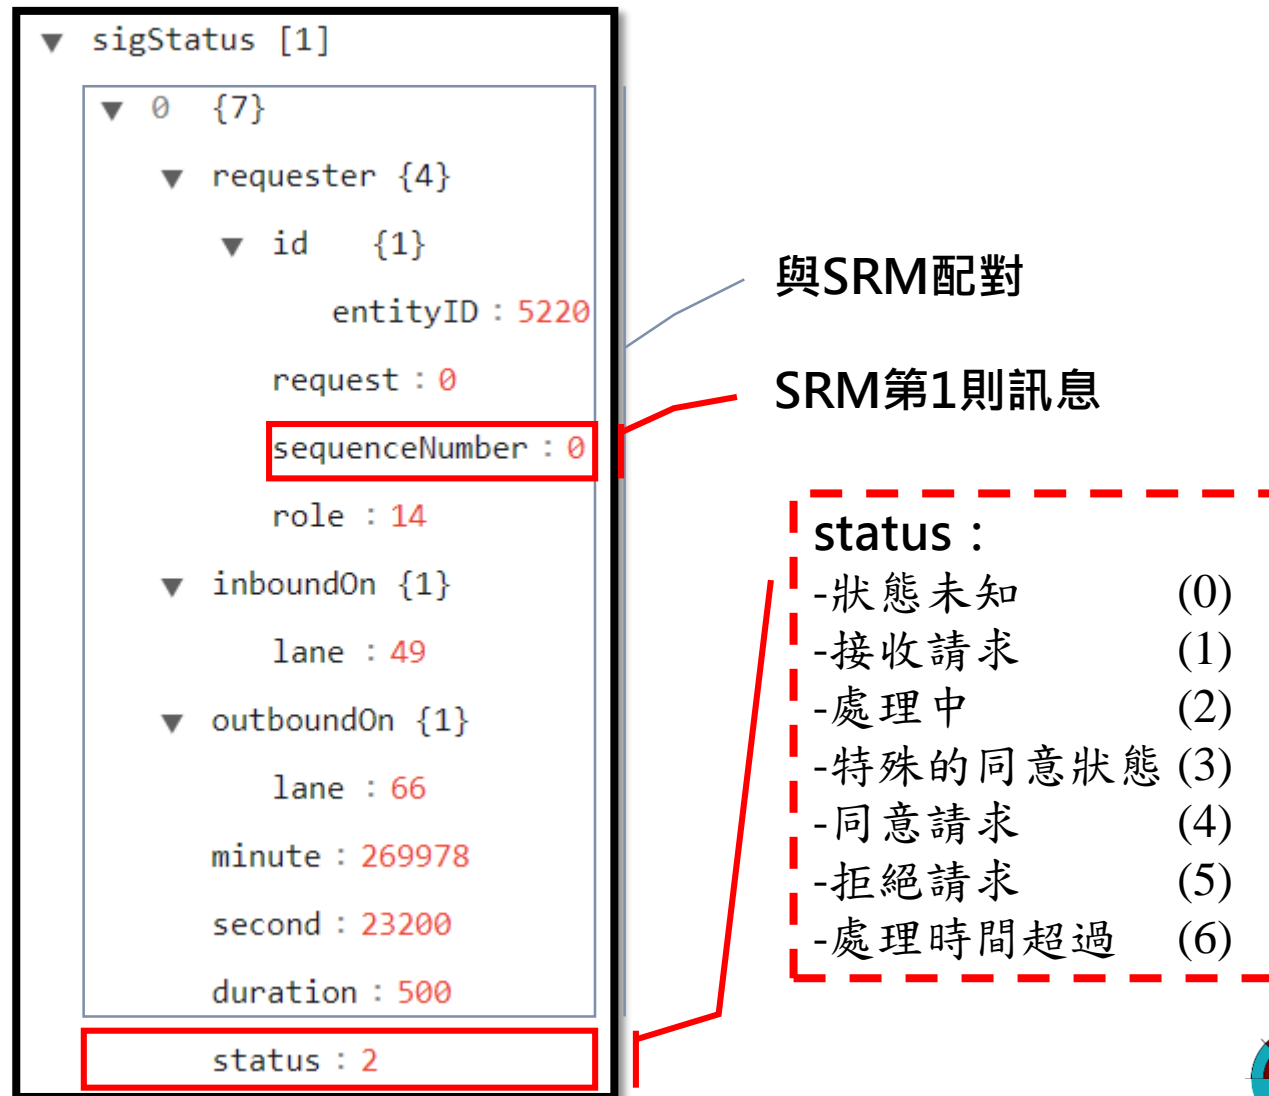 ▼ sigStatus [1]
▼ 0 {7}
▼ requester {4}
▼ id {1}
entityID : 5220
request : 0
sequenceNumber : 0
role : 14
▼ inboundOn {1}
lane : 49
▼ outboundOn {1}
lane : 66
minute : 269978
second : 23200
duration : 500
status : 2
與SRM配對
SRM第1則訊息
status：
-狀態未知 (0)
-接收請求 (1)
-處理中 (2)
-特殊的同意狀態 (3)
-同意請求 (4)
-拒絕請求 (5)
-處理時間超過 (6)